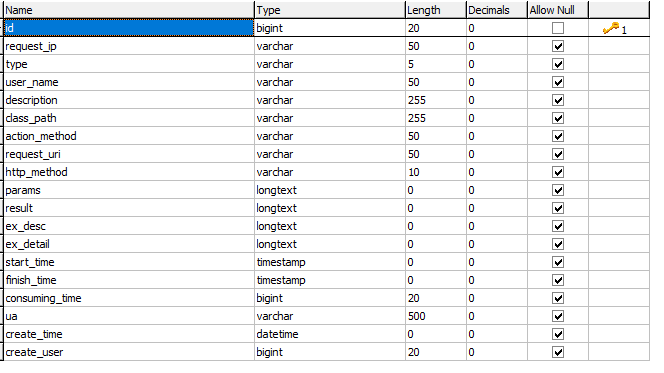 Name Type Length Decimals Allow Null
id bigint 20 0 1
request_ip varchar 50 0
type varchar 5 0
user_name varchar 50 0
description varchar 255 0
class_path varchar 255 0
action_method varchar 50 0
request_uri varchar 50 0
http_method varchar 10 0
params longtext 0 0
result longtext 0 0
ex_desc longtext 0 0
ex_detail longtext 0 0
start_time timestamp 0 0
finish_time timestamp 0 0
consuming_time bigint 20 0
ua varchar 500 0
create_time datetime 0 0
create_user bigint 20 0